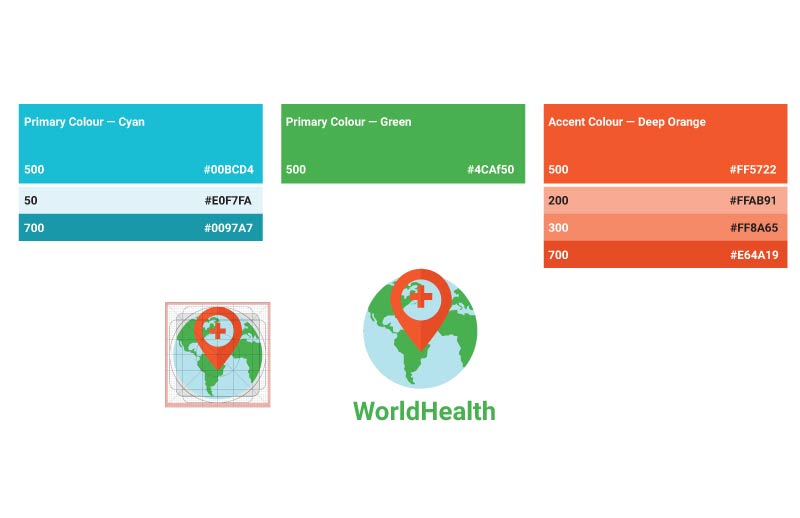 Primary Colour — Cyan
500 #00BCD4
50 #E0F7FA
700 #0097A7
Primary Colour — Green
500 #4CAf50
Accent Colour — Deep Orange
500 #FF5722
200 #FFAB91
300 #FF8A65
700 #E64A19
WorldHealth